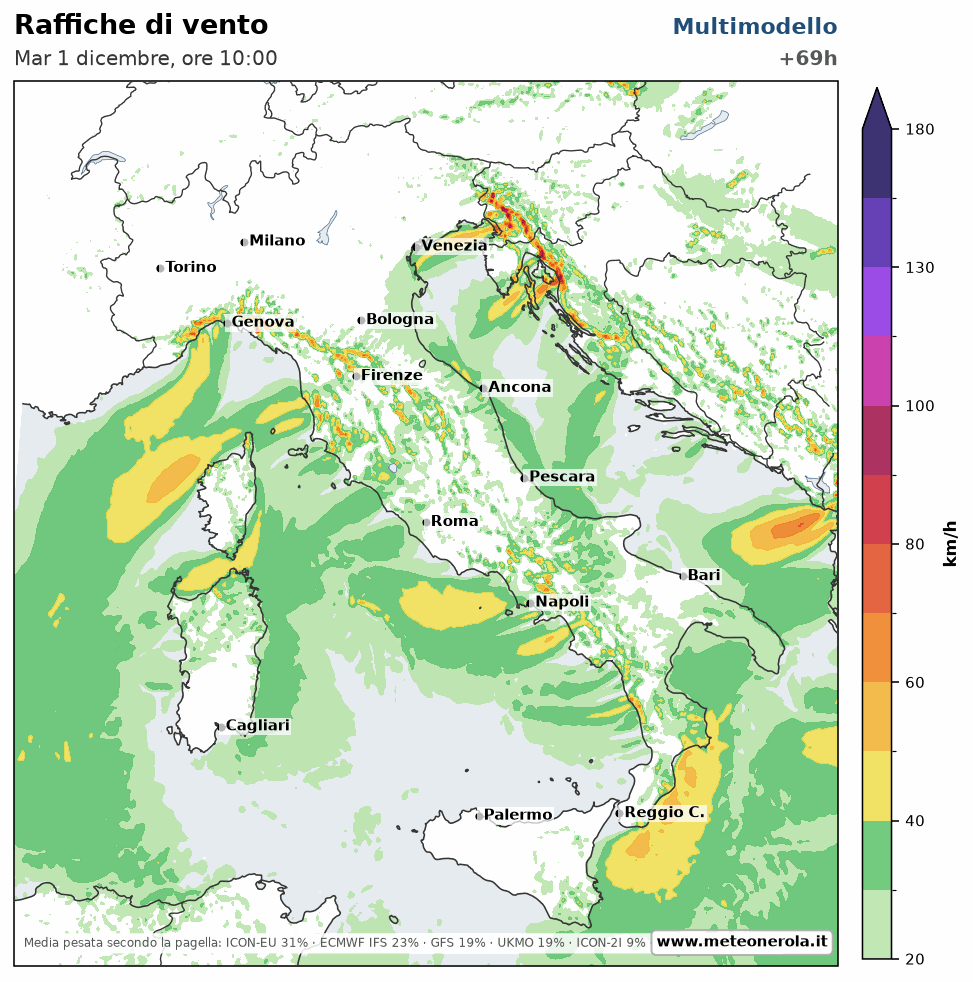 Raffiche di vento
Multimodello
Mar 1 dicembre, ore 10:00
+69h
180
Milano
Venezia
Torino
130
Genova
Bologna
Firenze
Ancona
100
Pescara
Roma
80
km/h
Bari
Napoli
60
Cagliari
Palermo
Reggio C.
40
Media pesata secondo la pagella: ICON-EU 31% · ECMWF IFS 23% · GFS 19% · UKMO 19% · ICON-2I 9%
www.meteonerola.it
20